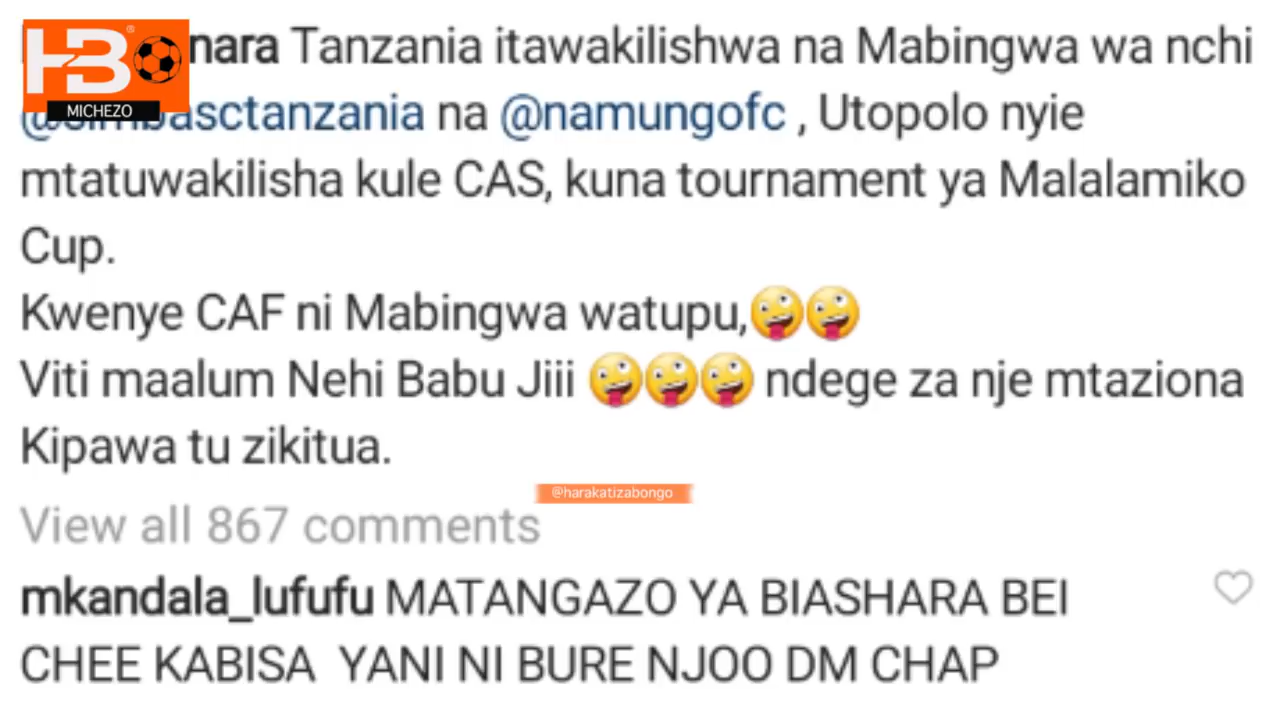 HB
MICHEZO
nara Tanzania itawakilishwa na Mabingwa wa nchi
@simbasctanzania na @namungofc , Utopolo nyie
mtatuwakilisha kule CAS, kuna tournament ya Malalamiko
Cup.
Kwenye CAF ni Mabingwa watupu,🤪🤪
Viti maalum Nehi Babu Jiii 🤪🤪🤪 ndege za nje mtaziona
Kipawa tu zikitua.
@harakatizabongo
View all 867 comments
mkandala_lufufu MATANGAZO YA BIASHARA BEI
CHEE KABISA YANI NI BURE NJOO DM CHAP